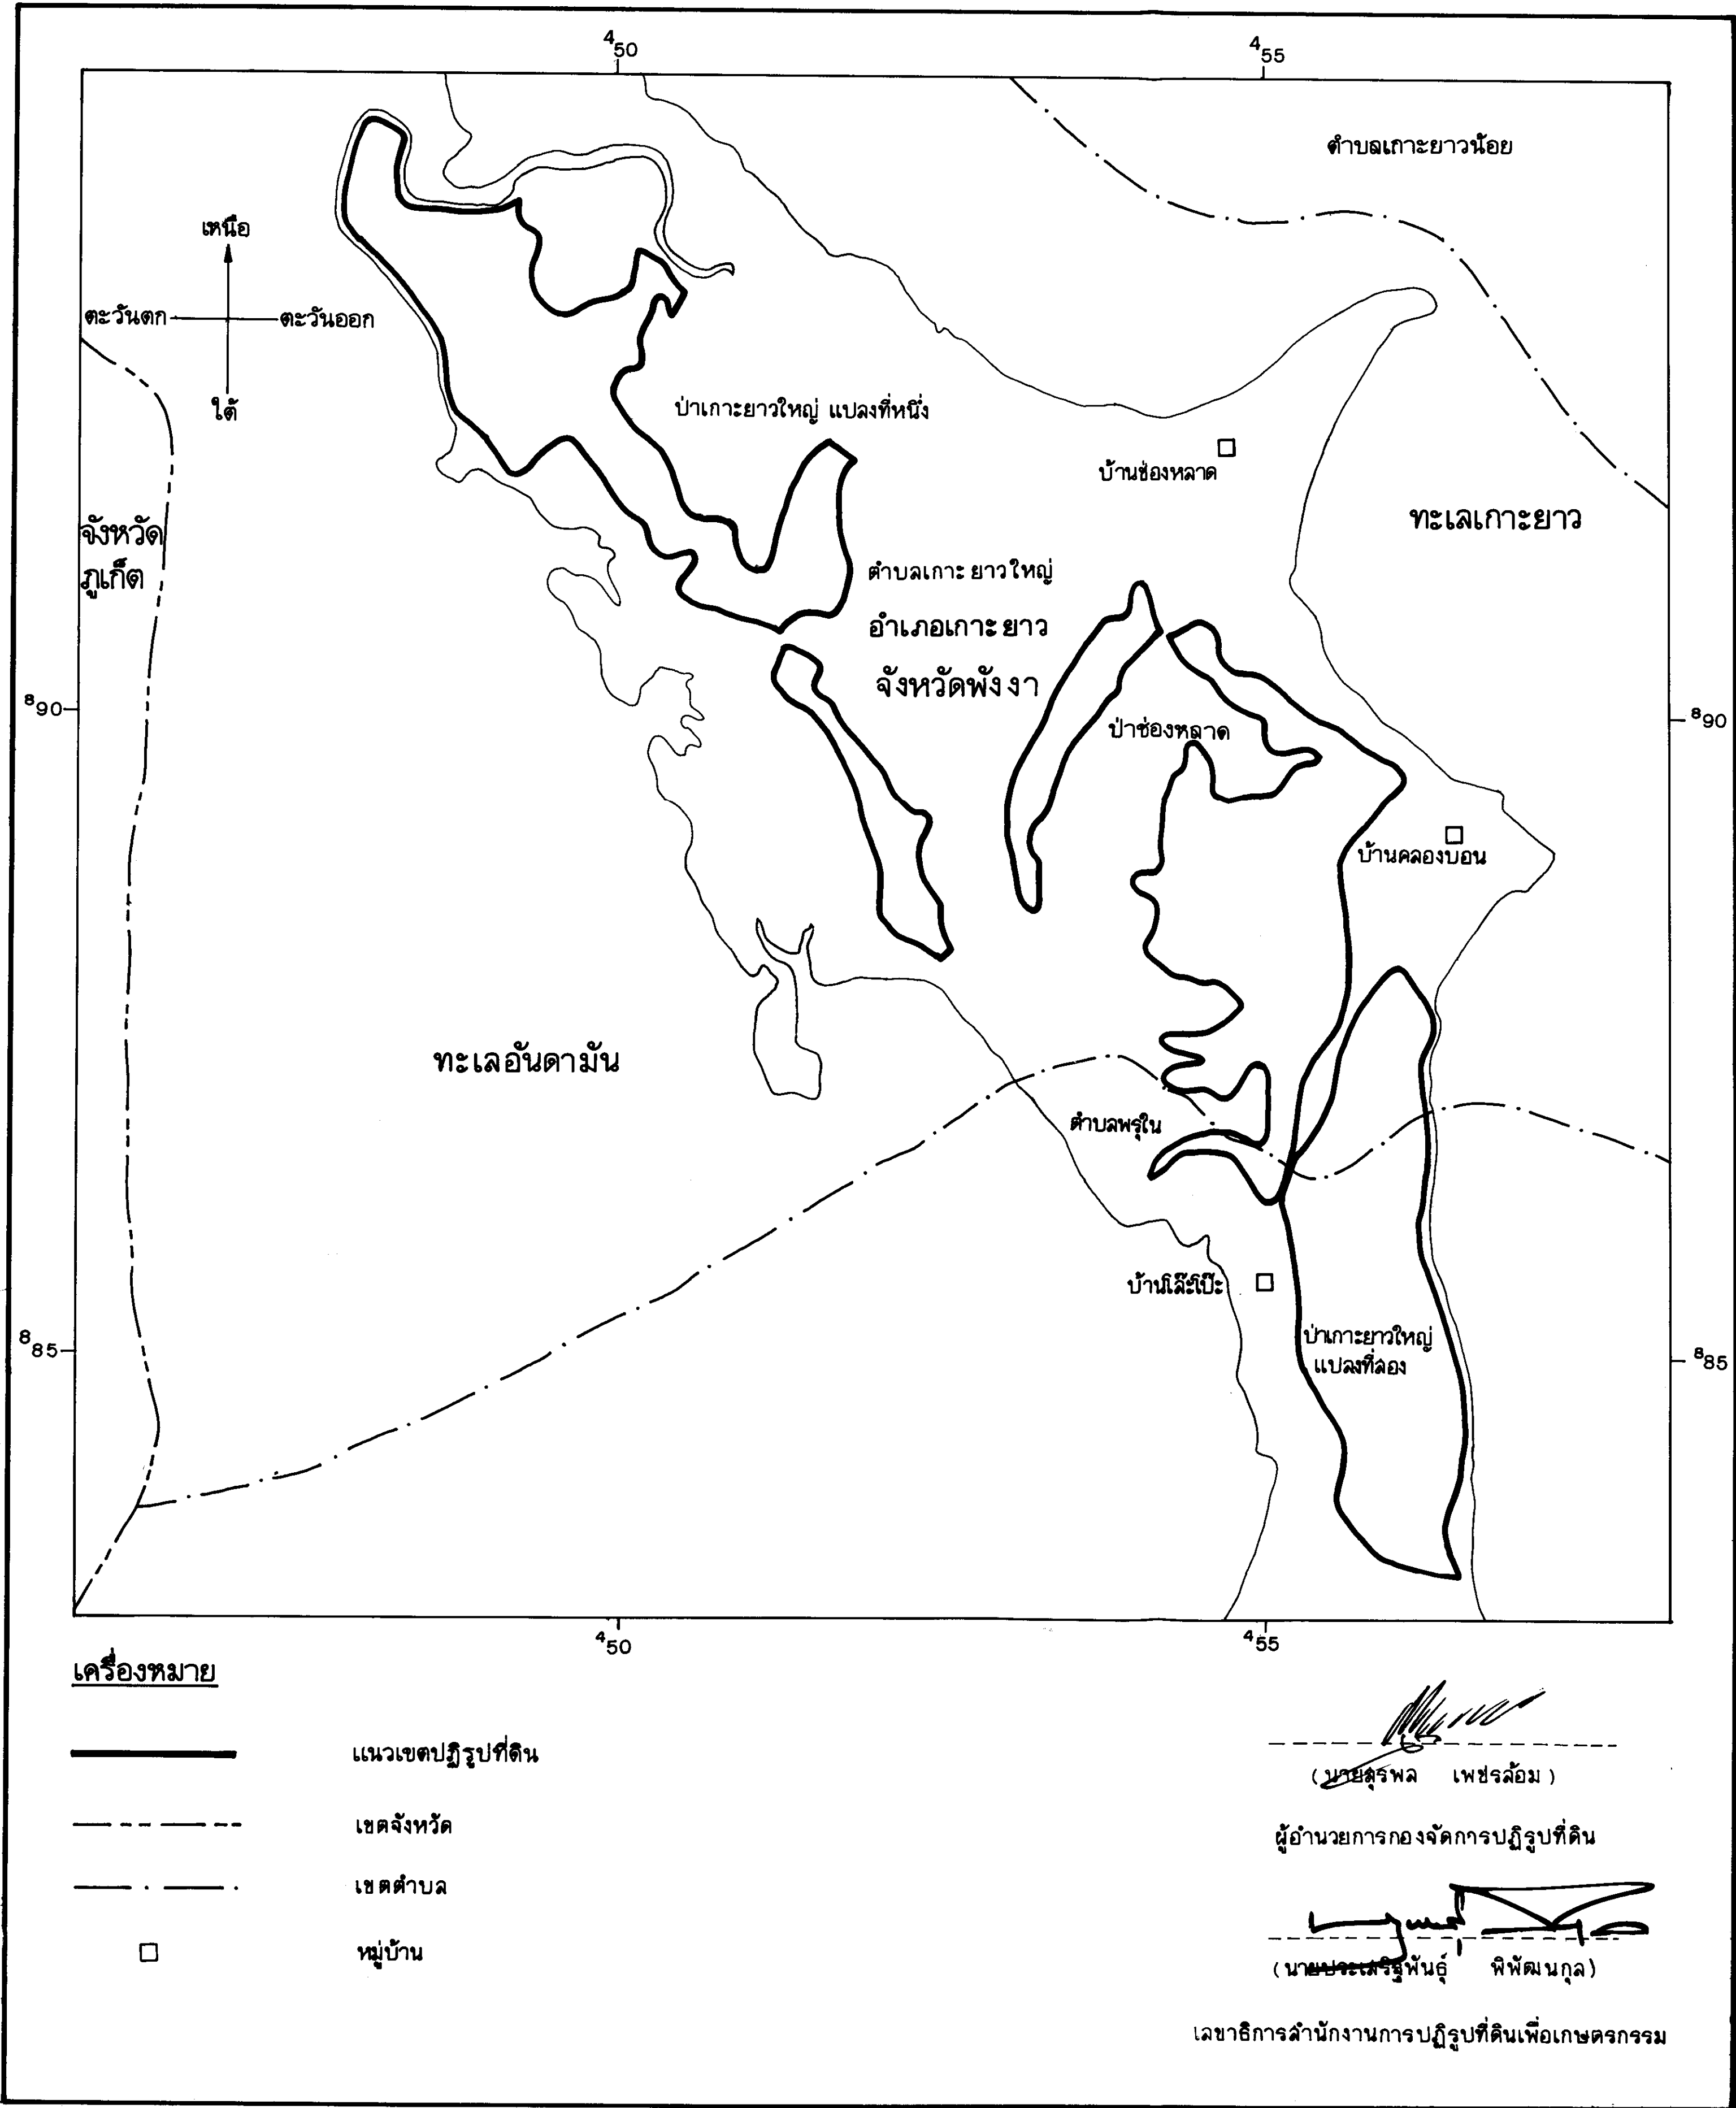 ⁴50
⁴55
ตำบลเกาะยาวน้อย
เหนือ
ตะวันตก
ตะวันออก
ใต้
ป่าเกาะยาวใหญ่ แปลงที่หนึ่ง
บ้านช่องหลาด
จังหวัด
ภูเก็ต
ทะเลเกาะยาว
ตำบลเกาะยาวใหญ่
อำเภอเกาะยาว
จังหวัดพังงา
⁸90
⁸90
ป่าช่องหลาด
บ้านคลองบอน
ทะเลอันดามัน
ตำบลพรุใน
บ้านโล๊ะโป๊ะ
ป่าเกาะยาวใหญ่
แปลงที่สอง
⁸85
⁸85
⁴50
⁴55
เครื่องหมาย
แนวเขตปฏิรูปที่ดิน
เขตจังหวัด
เขตตำบล
หมู่บ้าน
(นายสุรพล เพชรล้อม)
ผู้อำนวยการกองจัดการปฏิรูปที่ดิน
(นายประเสริฐพันธุ์ พิพัฒนกุล)
เลขาธิการสำนักงานการปฏิรูปที่ดินเพื่อเกษตรกรรม